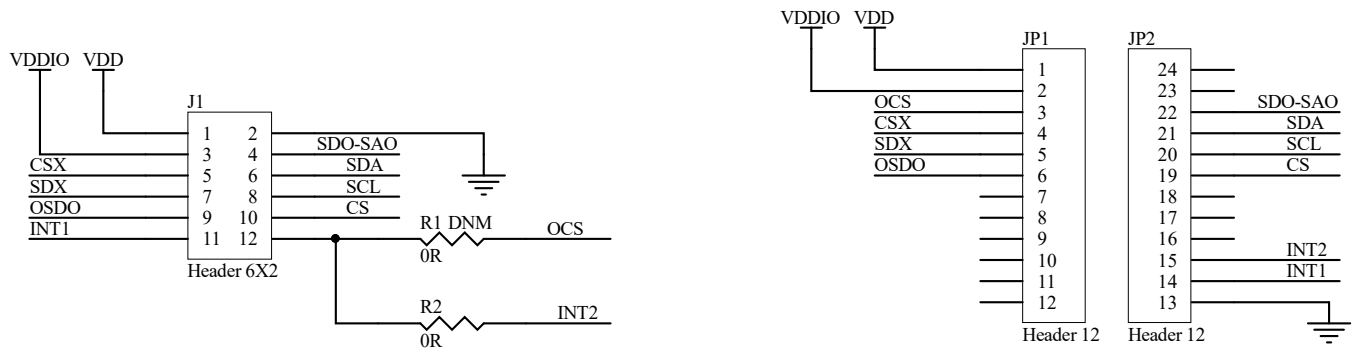 VDDIO VDD
J1
1 2
3 4 SDO-SAO
CSX 5 6 SDA
SDX 7 8 SCL
OSDO 9 10 CS
INT1 11 12
Header 6X2
R1 DNM OCS
0R
R2 INT2
0R
VDDIO VDD
JP1
1
2
OCS 3
CSX 4
SDX 5
OSDO 6
7
8
9
10
11
12
Header 12
JP2
24
23
22 SDO-SAO
21 SDA
20 SCL
19 CS
18
17
16
15 INT2
14 INT1
13
Header 12